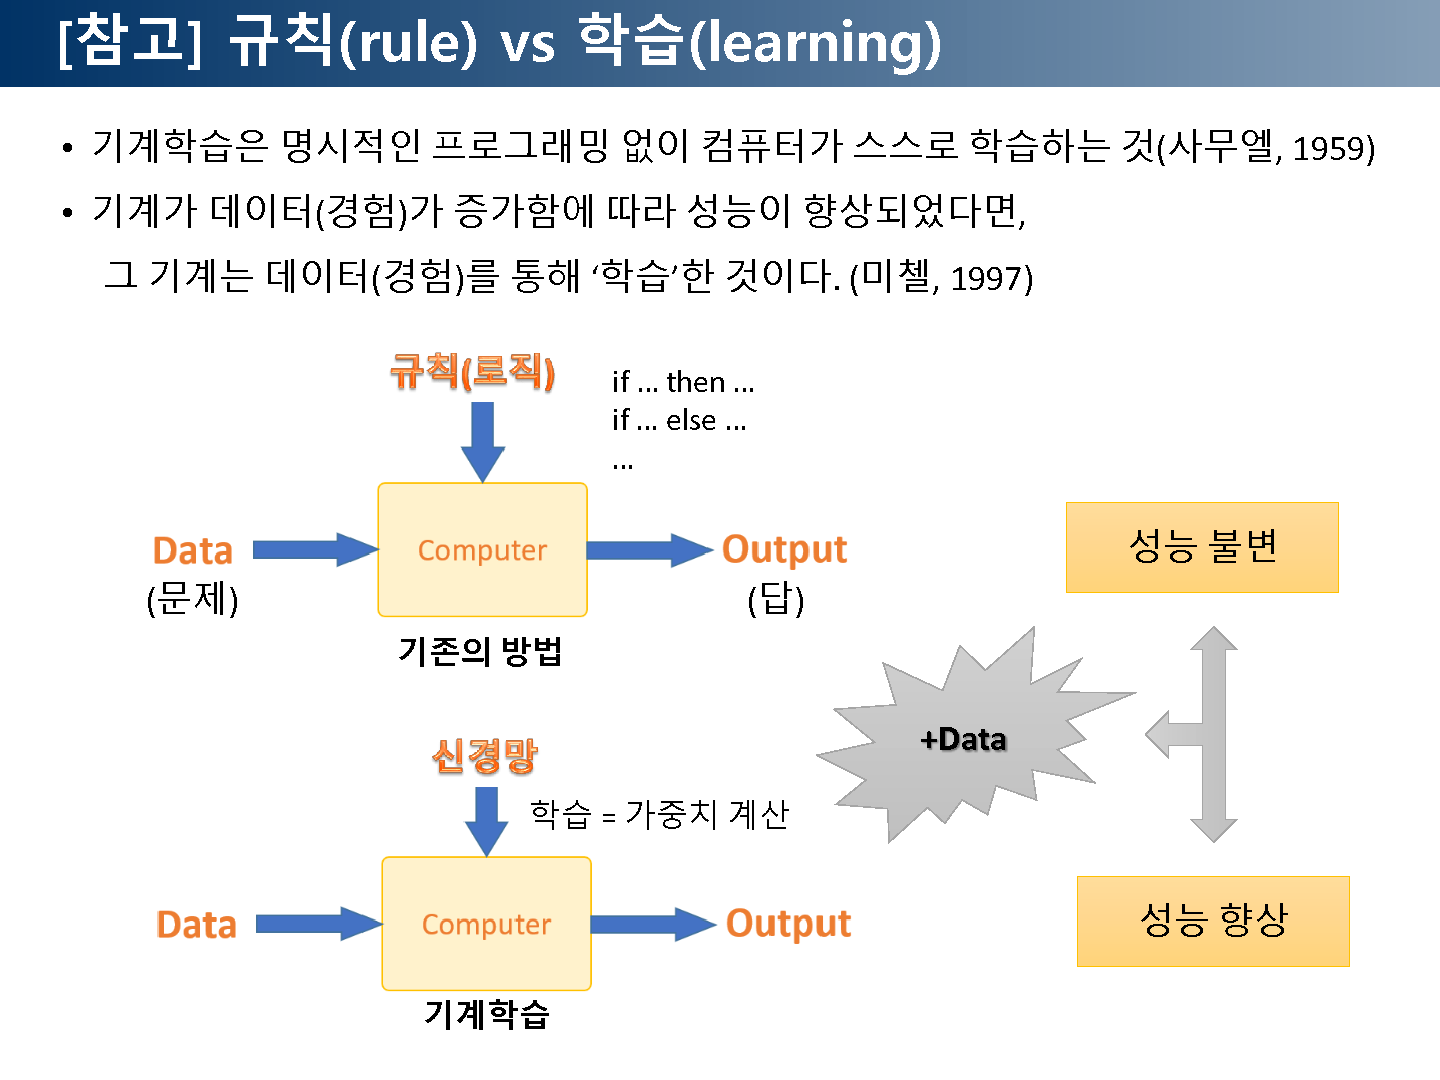 [참고] 규칙(rule) vs 학습(learning)
• 기계학습은 명시적인 프로그래밍 없이 컴퓨터가 스스로 학습하는 것(사무엘, 1959)
• 기계가 데이터(경험)가 증가함에 따라 성능이 향상되었다면,
그 기계는 데이터(경험)를 통해 ‘학습’한 것이다. (미첼, 1997)
규칙(로직)
if ... then ...
if ... else ...
...
Data
(문제)
Computer
Output
(답)
기존의 방법
성능 불변
+Data
신경망
학습 = 가중치 계산
Data
Computer
Output
기계학습
성능 향상